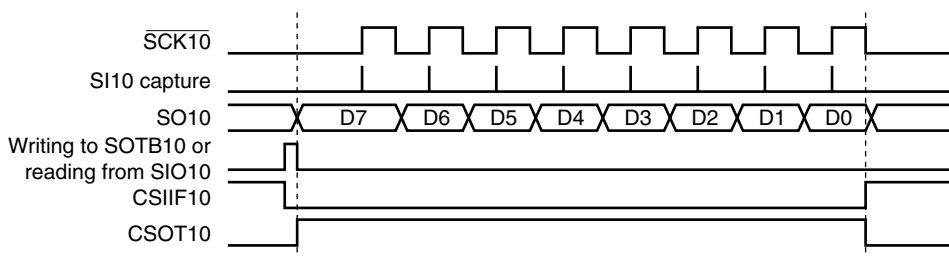 SCK10
SI10 capture
SO10 D7 D6 D5 D4 D3 D2 D1 D0
Writing to SOTB10 or
reading from SIO10
CSIIF10
CSOT10